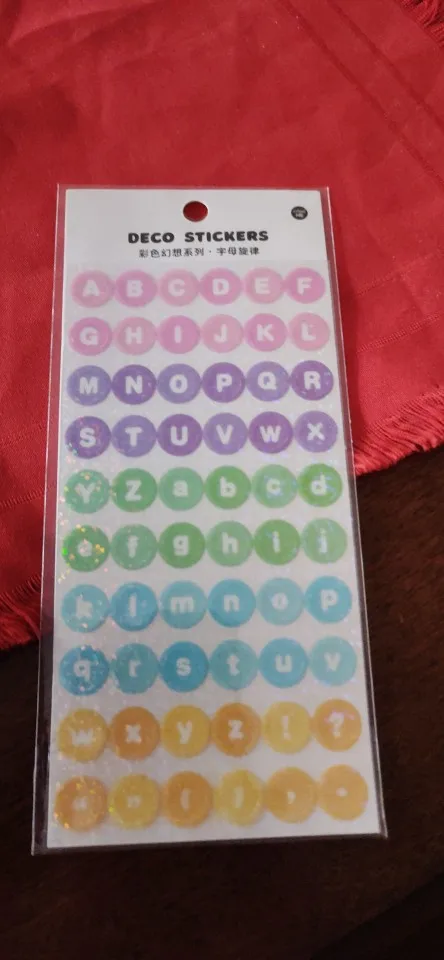 DECO STICKERS
彩色幻想系列·字母旋律
A B C D E F
G H I J K L
M N O P Q R
S T U V W X
Y Z a b c d
e f g h i j
k l m n o p
q r s t u v
w x y z ! ?
( ) ,